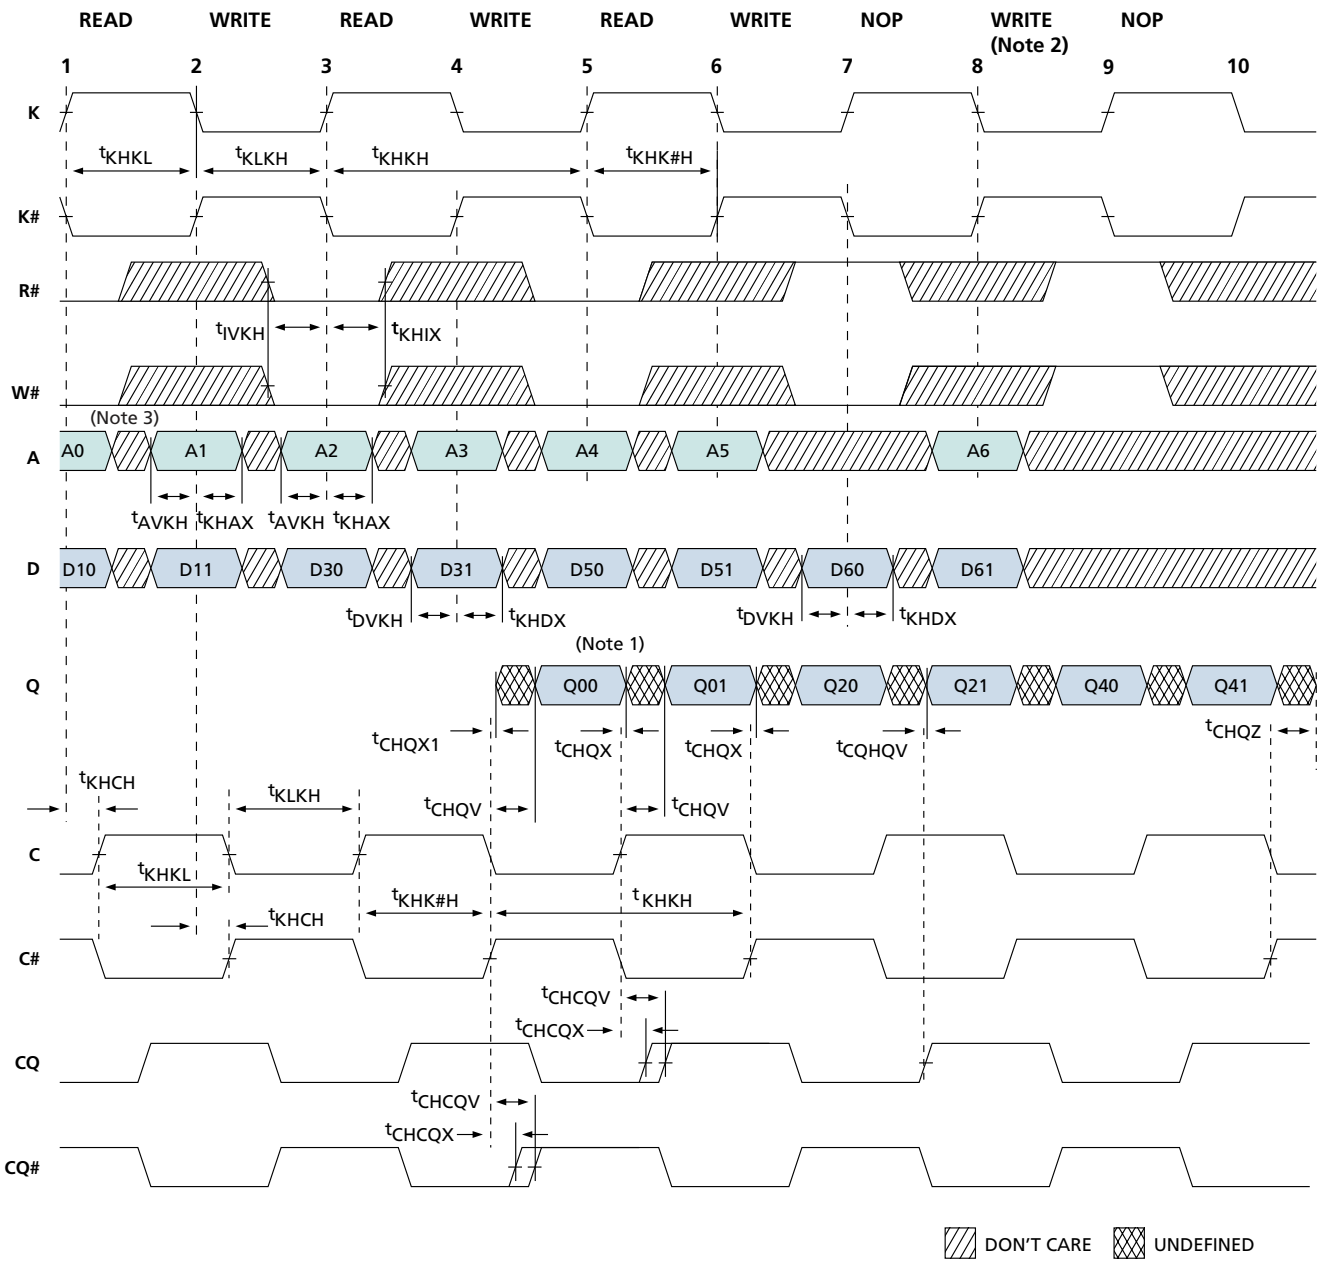 READ WRITE READ WRITE READ WRITE NOP WRITE NOP
(Note 2)
1 2 3 4 5 6 7 8 9 10
K
tKHKL tKLKH tKHKH tKHK#H
K#
R#
tIVKH tKHIX
W#
(Note 3)
A A0 A1 A2 A3 A4 A5 A6
tAVKH tKHAX tAVKH tKHAX
D D10 D11 D30 D31 D50 D51 D60 D61
tDVKH tKHDX tDVKH tKHDX
(Note 1)
Q Q00 Q01 Q20 Q21 Q40 Q41
tCHQX1 tCHQX tCHQX tCQHQV tCHQZ
tKHCH tKLKH tCHQV tCHQV
C
tKHKL
tKHK#H tKHKH
tKHCH
C#
tCHCQV
tCHCQX
CQ
tCHCQV
tCHCQX
CQ#
DON'T CARE UNDEFINED